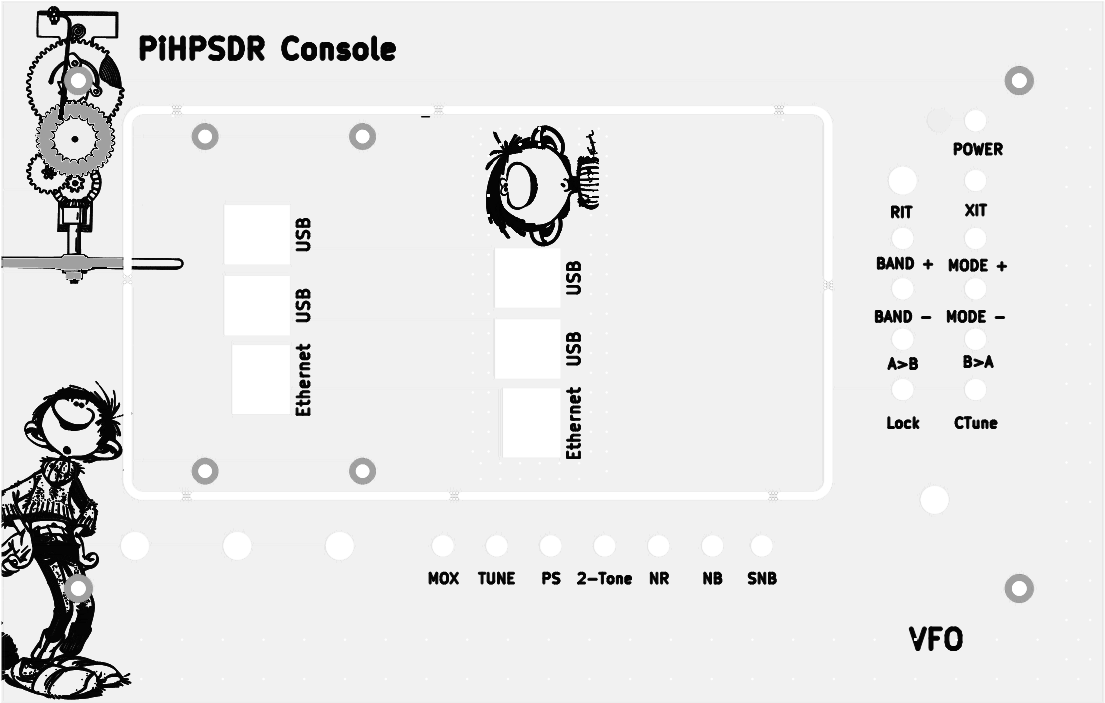 PiHPSDR Console
POWER
RIT XIT
BAND + MODE +
BAND - MODE -
A>B B>A
Lock CTune
USB
USB
Ethernet
USB
USB
Ethernet
MOX TUNE PS 2-Tone NR NB SNB
VFO